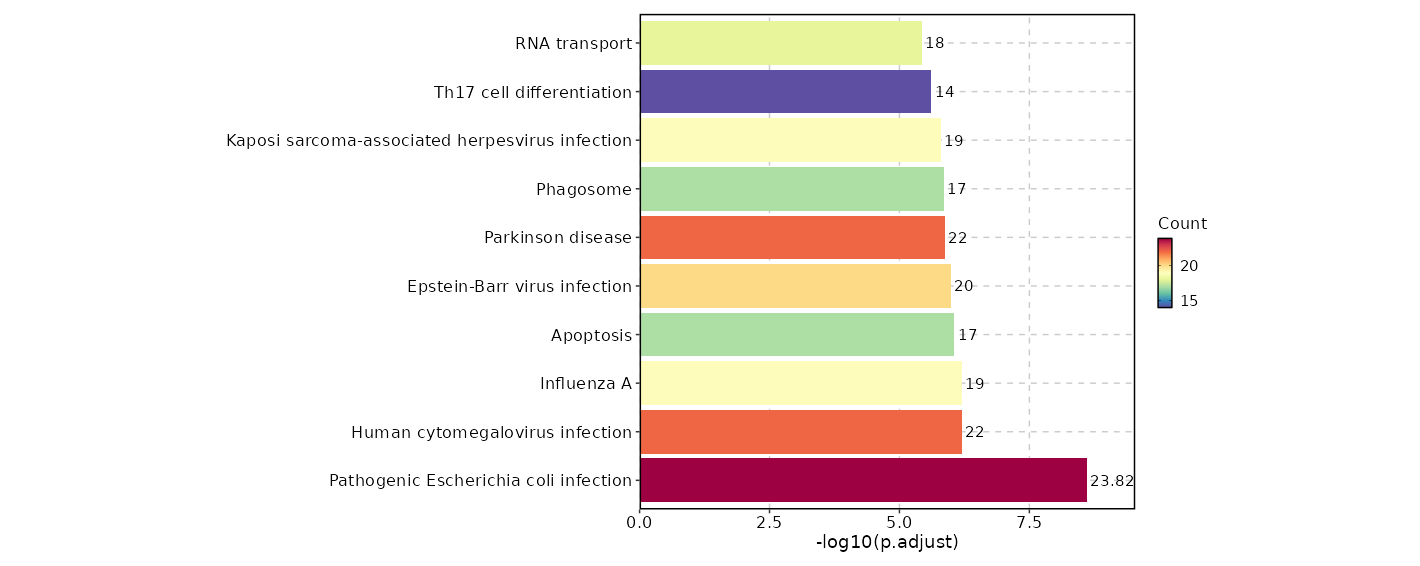 RNA transport
18
Th17 cell differentiation
14
Kaposi sarcoma-associated herpesvirus infection
19
Phagosome
17
Parkinson disease
22
Epstein-Barr virus infection
20
Apoptosis
17
Influenza A
19
Human cytomegalovirus infection
22
Pathogenic Escherichia coli infection
23.82
0.0 2.5 5.0 7.5
-log10(p.adjust)
Count
20
15